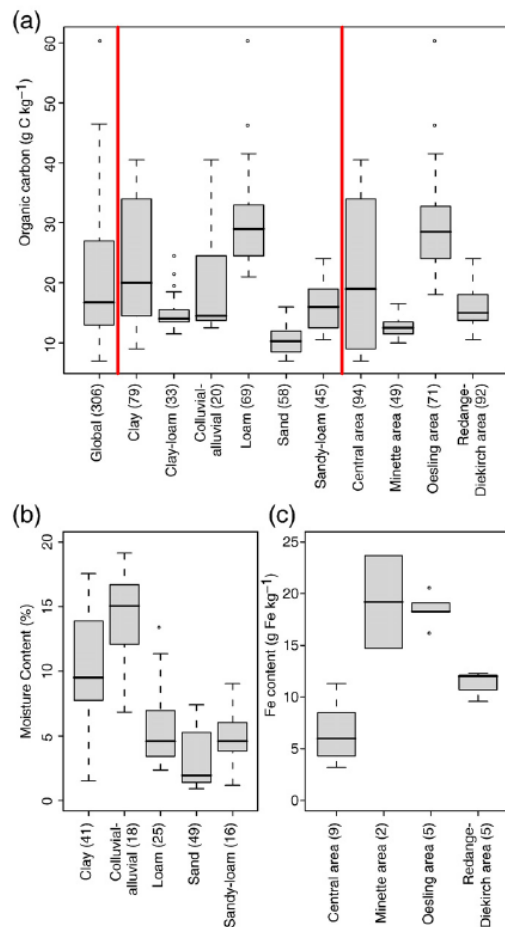 (a)
Organic carbon (g C kg−1)
60
50
40
30
20
10
Global (306)
Clay (79)
Clay-loam (33)
Colluvial-
alluvial (20)
Loam (69)
Sand (58)
Sandy-loam (45)
Central area (94)
Minette area (49)
Oesling area (71)
Redange-
Diekirch area (92)
(b)
Moisture Content (%)
20
15
10
5
0
Clay (41)
Colluvial-
alluvial (18)
Loam (25)
Sand (49)
Sandy-loam (16)
(c)
Fe content (g Fe kg−1)
25
20
15
10
5
0
Central area (9)
Minette area (2)
Oesling area (5)
Redange-
Diekirch area (5)